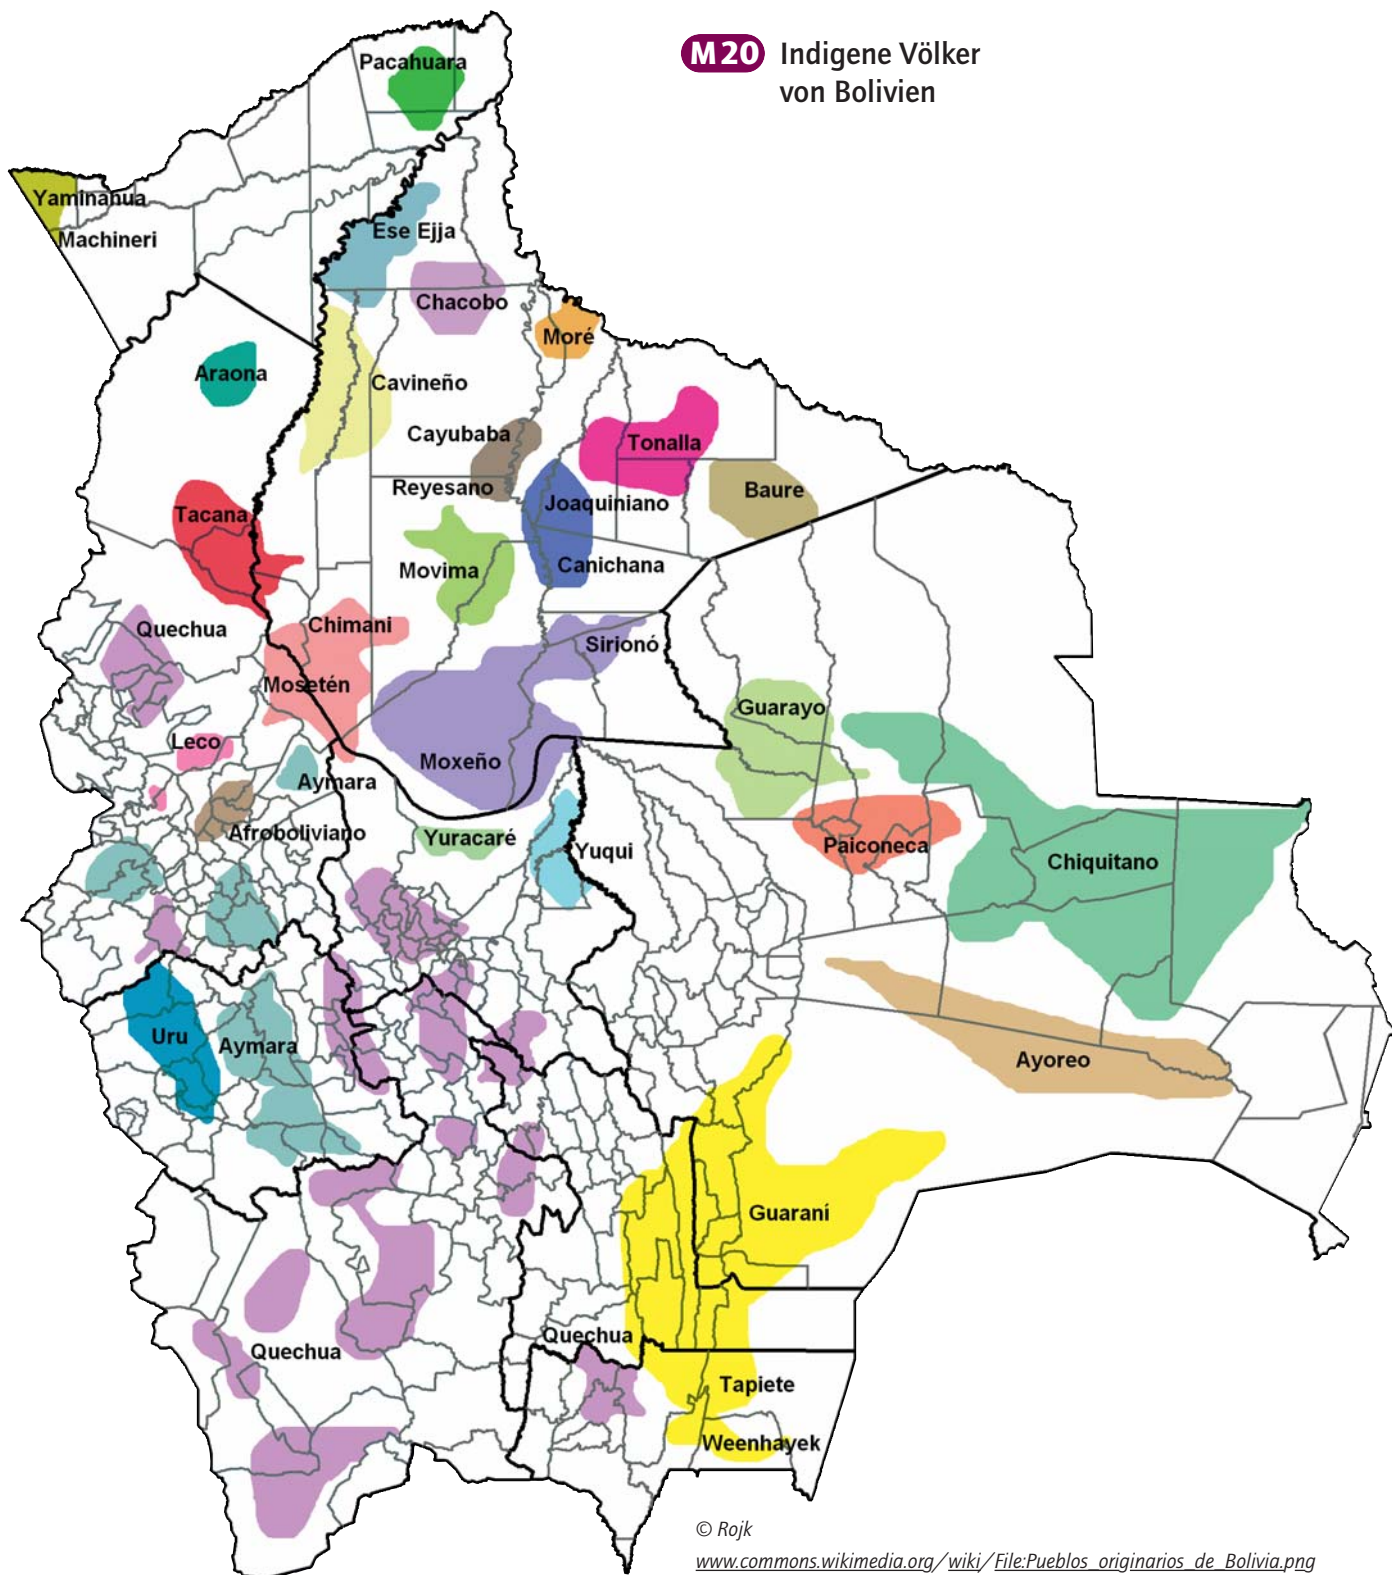 M 20 Indigene Völker
von Bolivien
Pacahuara
Yaminahua
Machineri
Ese Ejja
Chacobo
Moré
Araona
Cavineño
Cayubaba
Tonalla
Reyesano
Joaquiniano
Baure
Tacana
Movima
Canichana
Quechua
Chimani
Sirionó
Mosetén
Guarayo
Leco
Moxeño
Aymara
Afroboliviano
Yuracaré
Yuqui
Paiconeca
Chiquitano
Uru
Aymara
Ayoreo
Guaraní
Quechua
Quechua
Tapiete
Weenhayek
© Rojk
www.commons.wikimedia.org/wiki/File:Pueblos_originarios_de_Bolivia.png